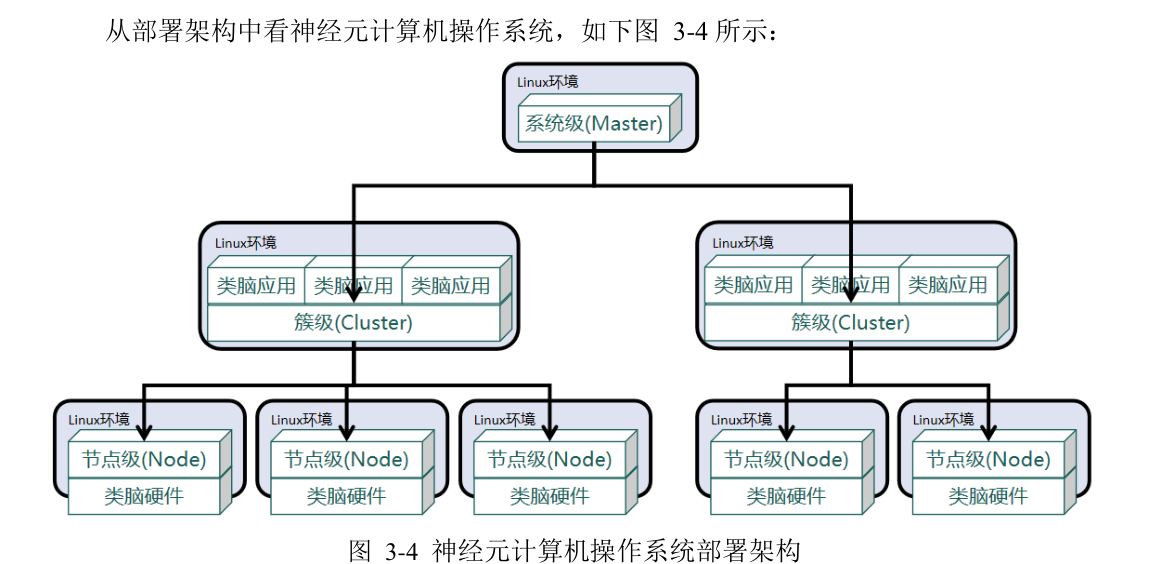 从部署架构中看神经元计算机操作系统，如下图 3-4 所示：
Linux环境
系统级(Master)
Linux环境
类脑应用 类脑应用 类脑应用
簇级(Cluster)
Linux环境
类脑应用 类脑应用 类脑应用
簇级(Cluster)
Linux环境
节点级(Node)
类脑硬件
Linux环境
节点级(Node)
类脑硬件
Linux环境
节点级(Node)
类脑硬件
Linux环境
节点级(Node)
类脑硬件
Linux环境
节点级(Node)
类脑硬件
图 3-4 神经元计算机操作系统部署架构